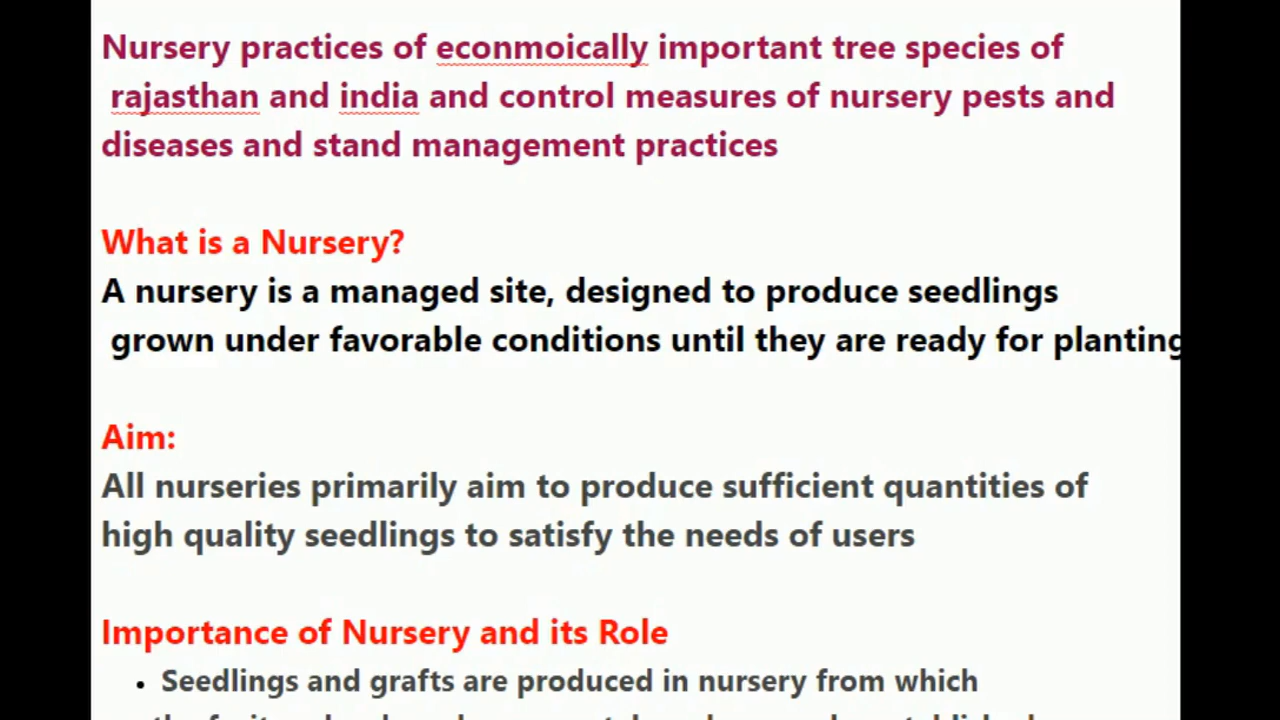 Nursery practices of econmoically important tree species of
rajasthan and india and control measures of nursery pests and
diseases and stand management practices
What is a Nursery?
A nursery is a managed site, designed to produce seedlings
grown under favorable conditions until they are ready for planting
Aim:
All nurseries primarily aim to produce sufficient quantities of
high quality seedlings to satisfy the needs of users
Importance of Nursery and its Role
• Seedlings and grafts are produced in nursery from which